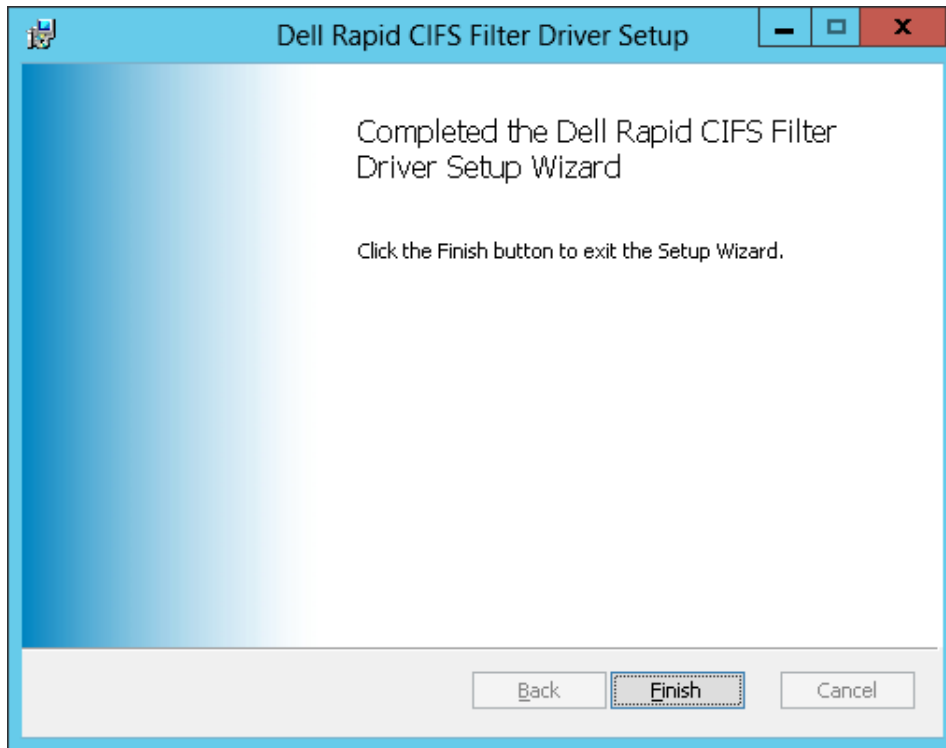 Dell Rapid CIFS Filter Driver Setup
Completed the Dell Rapid CIFS Filter
Driver Setup Wizard
Click the Finish button to exit the Setup Wizard.
Back Finish Cancel